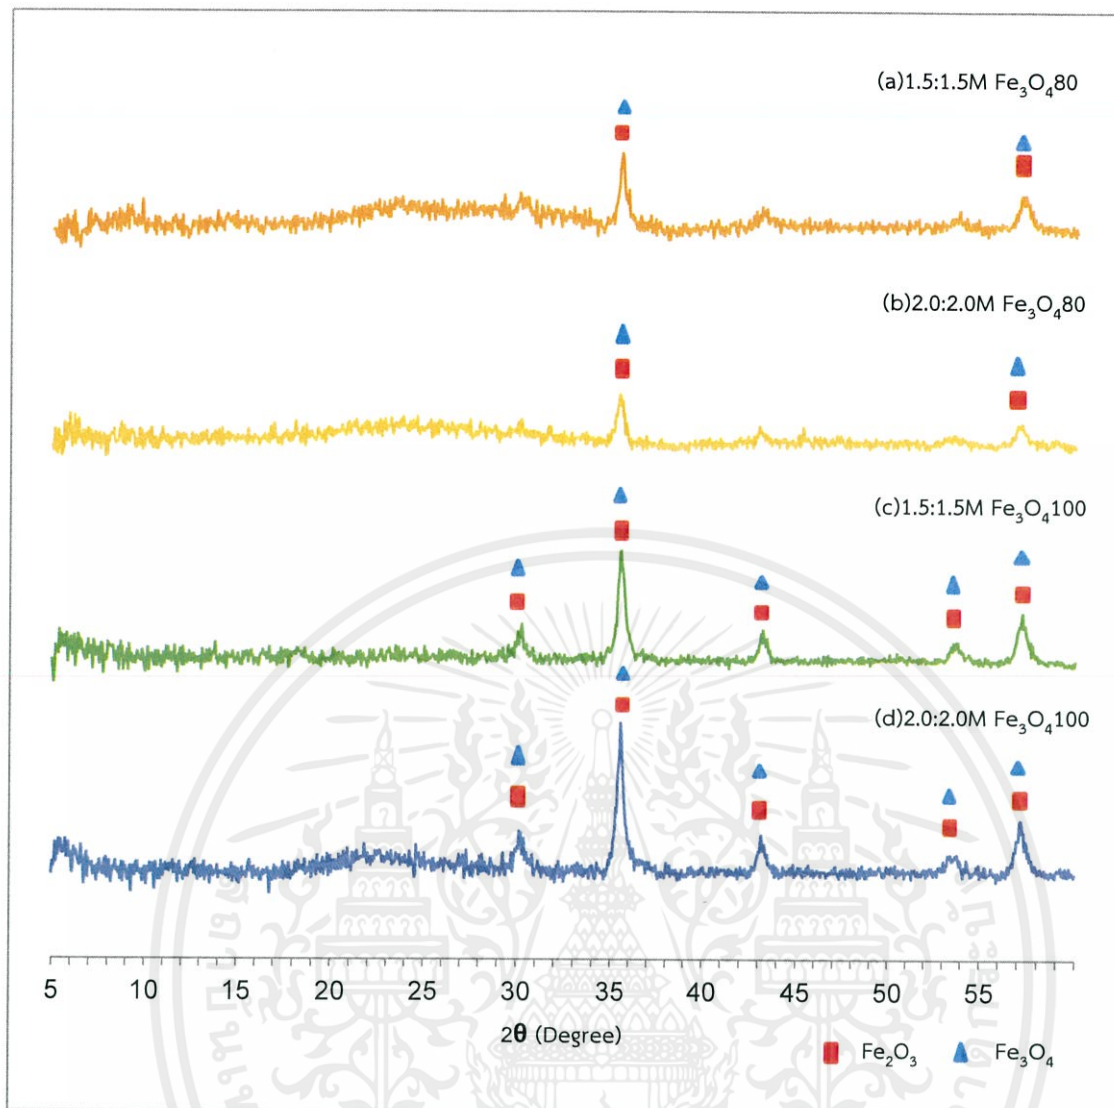 (a)1.5:1.5M Fe₃O₄80
(b)2.0:2.0M Fe₃O₄80
(c)1.5:1.5M Fe₃O₄100
(d)2.0:2.0M Fe₃O₄100
5 10 15 20 25 30 35 40 45 50 55
2θ (Degree)
Fe₂O₃ Fe₃O₄